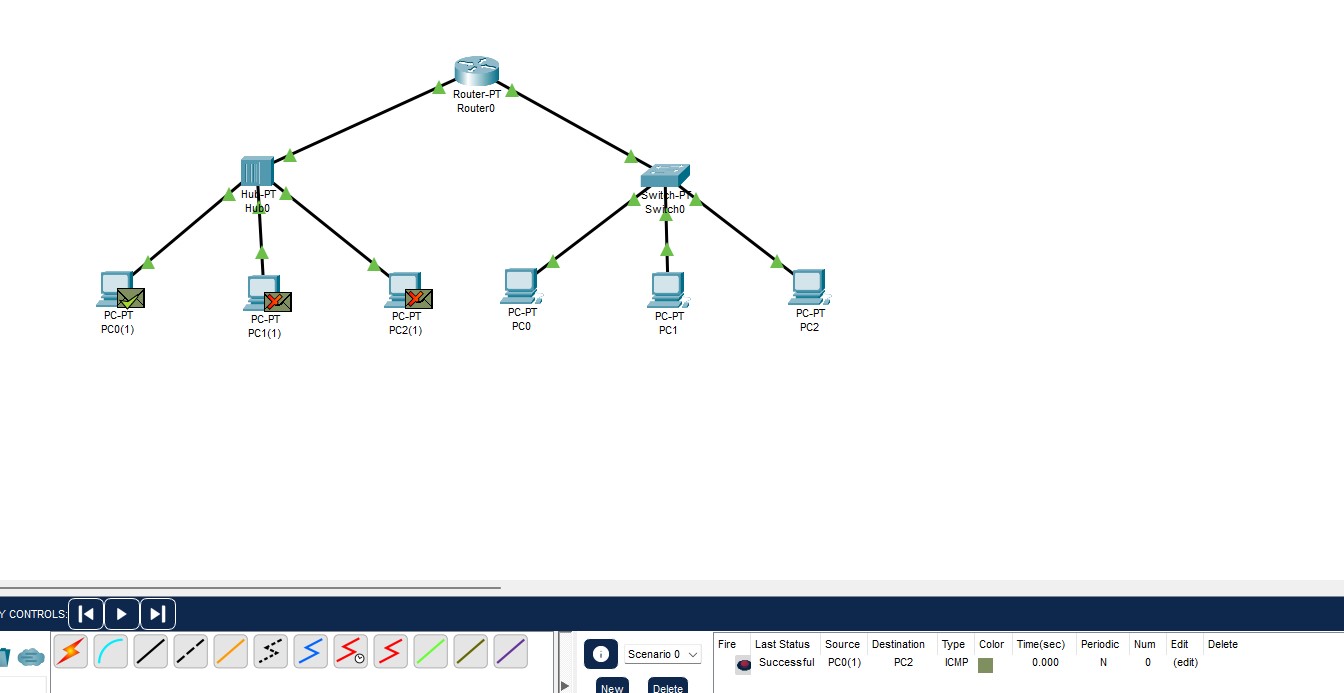 Router-PT
Router0
Hub-PT
Hub0
Switch-PT
Switch0
PC-PT
PC0(1)
PC-PT
PC1(1)
PC-PT
PC2(1)
PC-PT
PC0
PC-PT
PC1
PC-PT
PC2
Y CONTROLS:
Scenario 0
New
Delete
Fire Last Status Source Destination Type Color Time(sec) Periodic Num Edit Delete
Successful PC0(1) PC2 ICMP 0.000 N 0 (edit)